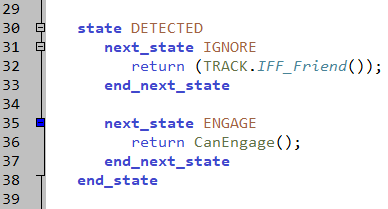 29
30 state DETECTED
31 next_state IGNORE
32 return (TRACK.IFF_Friend());
33 end_next_state
34
35 next_state ENGAGE
36 return CanEngage();
37 end_next_state
38 end_state
39